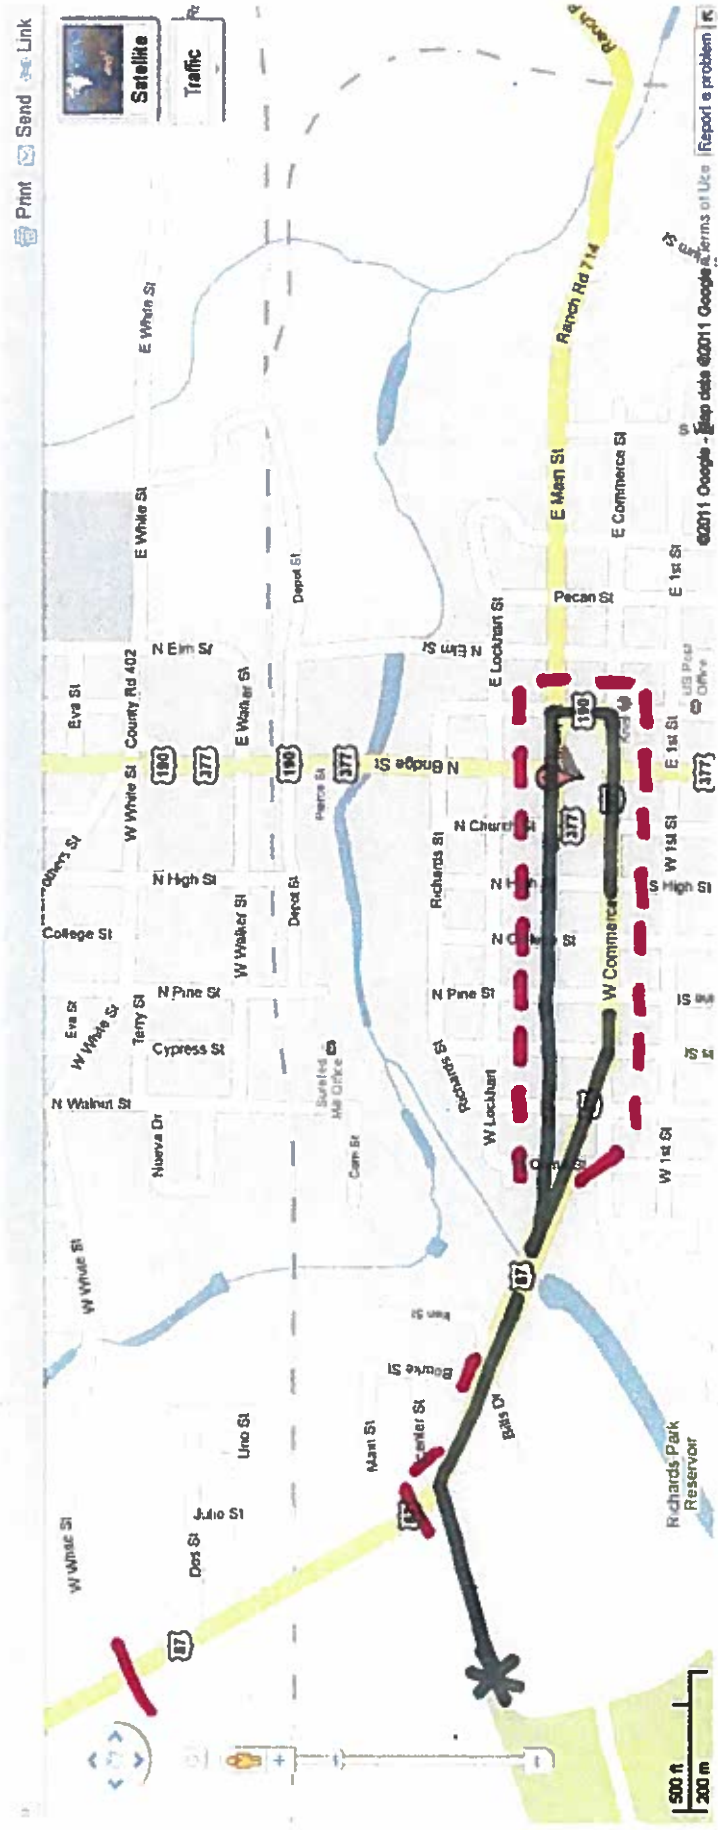 Print Send Link
Satellite
Traffic
Ranch Rd 714
E White St
E White St
W White St
County Rd 402
Eva St
N Elm St
E Walker St
Depot St
190
377
190
377
Pierce St
N Bridge St
N Elm St
E Lockhart St
E Main St
E Commerce St
Pecan St
E 1st St
US Post
Office
190
E 1st St
377
377
N Church St
Richards St
N High St
W Walker St
Depot St
College St
N Pine St
Eva St
W White St
Terry St
Cypress St
N Walnut St
Nueva Dr
Mill Office
Corn St
Richards St
N Pine St
W Lockhart
W Commerce
W 1st St
S High St
W 1st St
87
W White St
Bourke St
Uno St
Main St
Center St
Billis Dr
Julio St
Dos St
W White St
87
87
Richards Park
Reservoir
500 ft
200 m
©2011 Google - Map data ©2011 Google Terms of Use
Report a problem